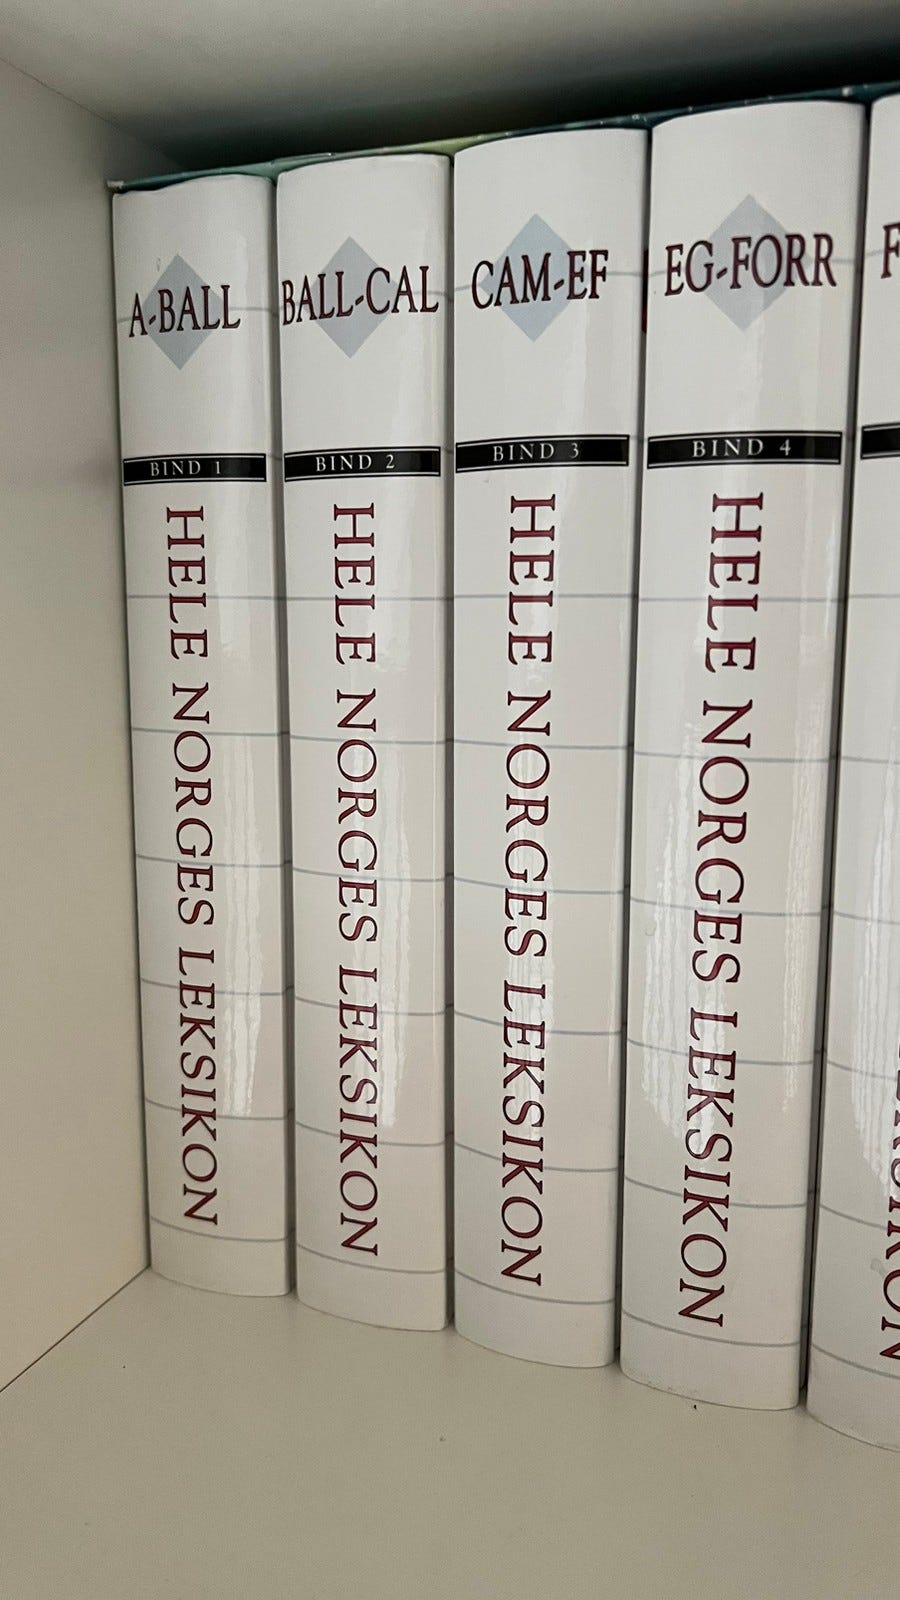 A-BALL
BIND 1
HELE NORGES LEKSIKON
BALL-CAL
BIND 2
HELE NORGES LEKSIKON
CAM-EF
BIND 3
HELE NORGES LEKSIKON
EG-FORR
BIND 4
HELE NORGES LEKSIKON